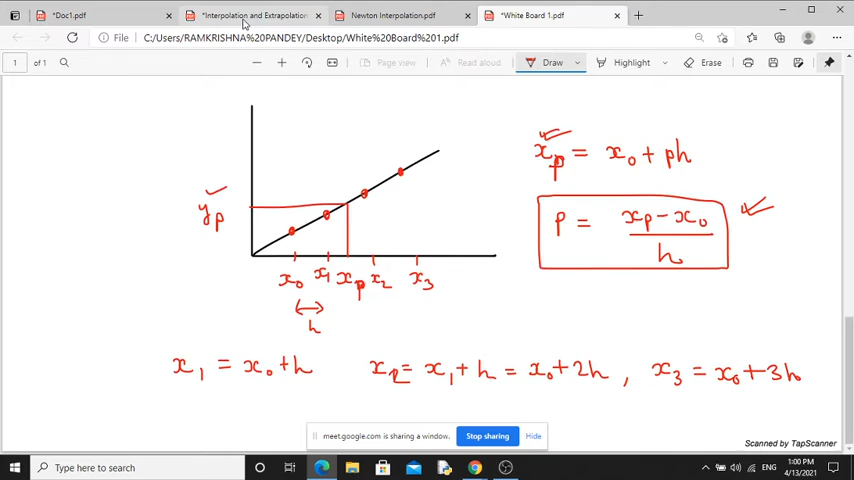 *Doc1.pdf
*Interpolation and Extrapolation
Newton Interpolation.pdf
*White Board 1.pdf
File
C:/Users/RAMKRISHNA%20PANDEY/Desktop/White%20Board%201.pdf
1 of 1
Page view
Read aloud
Draw
Highlight
Erase
xp = x0 + ph
yp
p = xp - x0 / h
x0 x1 xp x2 x3
h
x1 = x0 + h
x2 = x1 + h = x0 + 2h , x3 = x0 + 3h
meet.google.com is sharing a window.
Stop sharing
Hide
Scanned by TapScanner
Type here to search
ENG
1:00 PM
4/13/2021